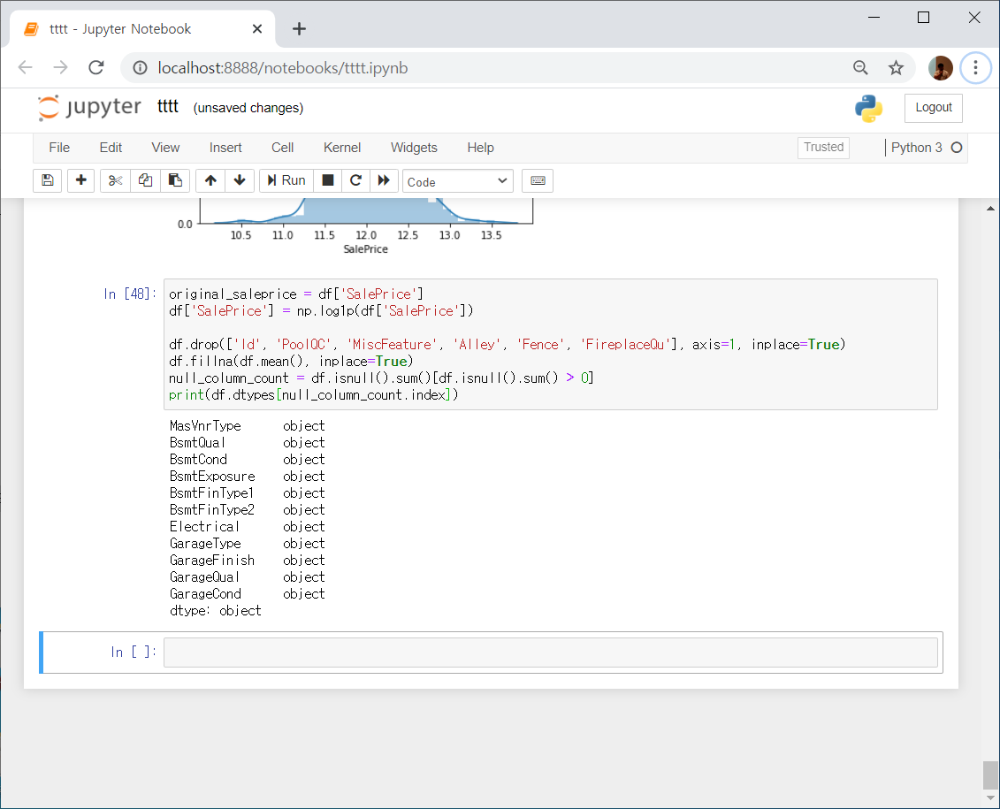 tttt - Jupyter Notebook
localhost:8888/notebooks/tttt.ipynb
jupyter tttt (unsaved changes)
Logout
File Edit View Insert Cell Kernel Widgets Help
Trusted
Python 3
Run
Code
0.0
10.5 11.0 11.5 12.0 12.5 13.0 13.5
SalePrice
In [48]:
original_saleprice = df['SalePrice']
df['SalePrice'] = np.log1p(df['SalePrice'])
df.drop(['Id', 'PoolQC', 'MiscFeature', 'Alley', 'Fence', 'FireplaceQu'], axis=1, inplace=True)
df.fillna(df.mean(), inplace=True)
null_column_count = df.isnull().sum()[df.isnull().sum() > 0]
print(df.dtypes[null_column_count.index])
MasVnrType object
BsmtQual object
BsmtCond object
BsmtExposure object
BsmtFinType1 object
BsmtFinType2 object
Electrical object
GarageType object
GarageFinish object
GarageQual object
GarageCond object
dtype: object
In [ ]: